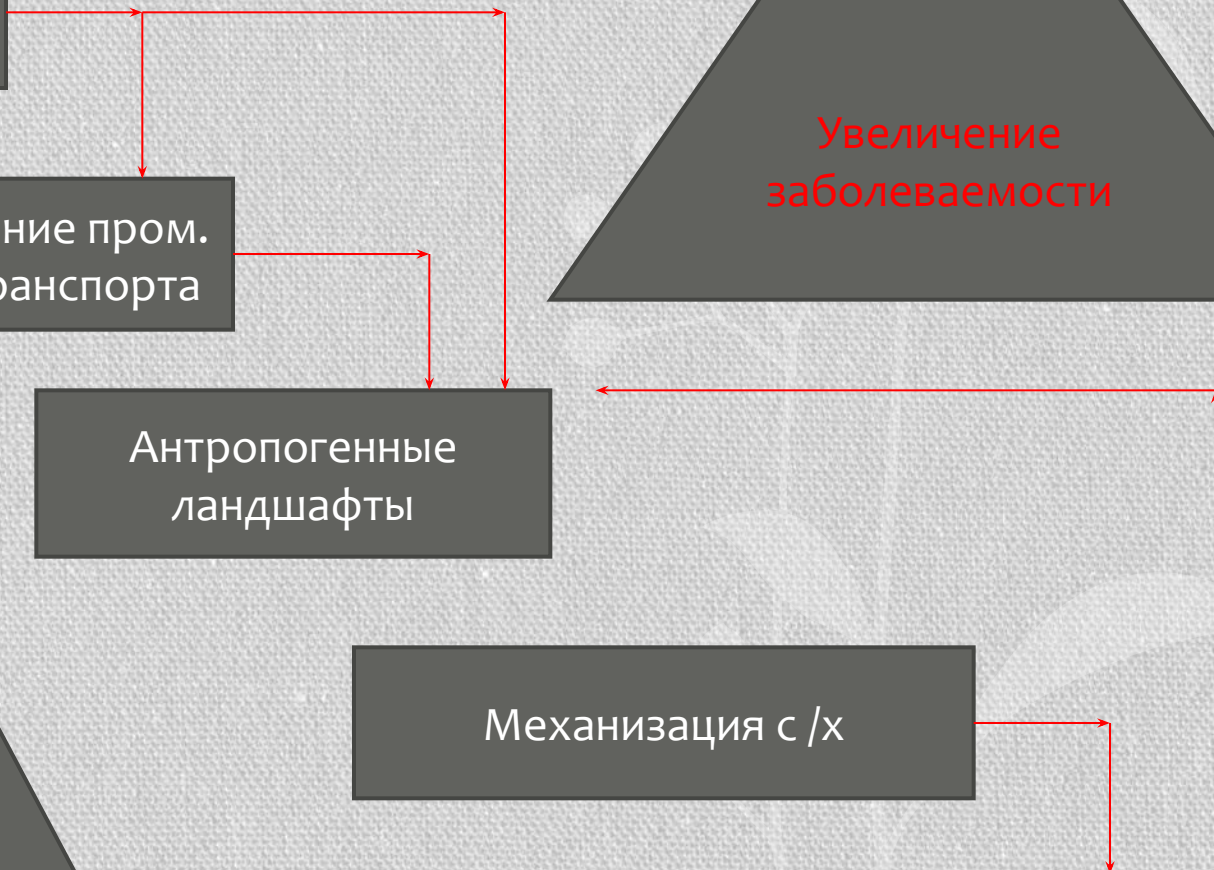 Увеличение
заболеваемости
ние пром.
ранспорта
Антропогенные
ландшафты
Механизация с /х